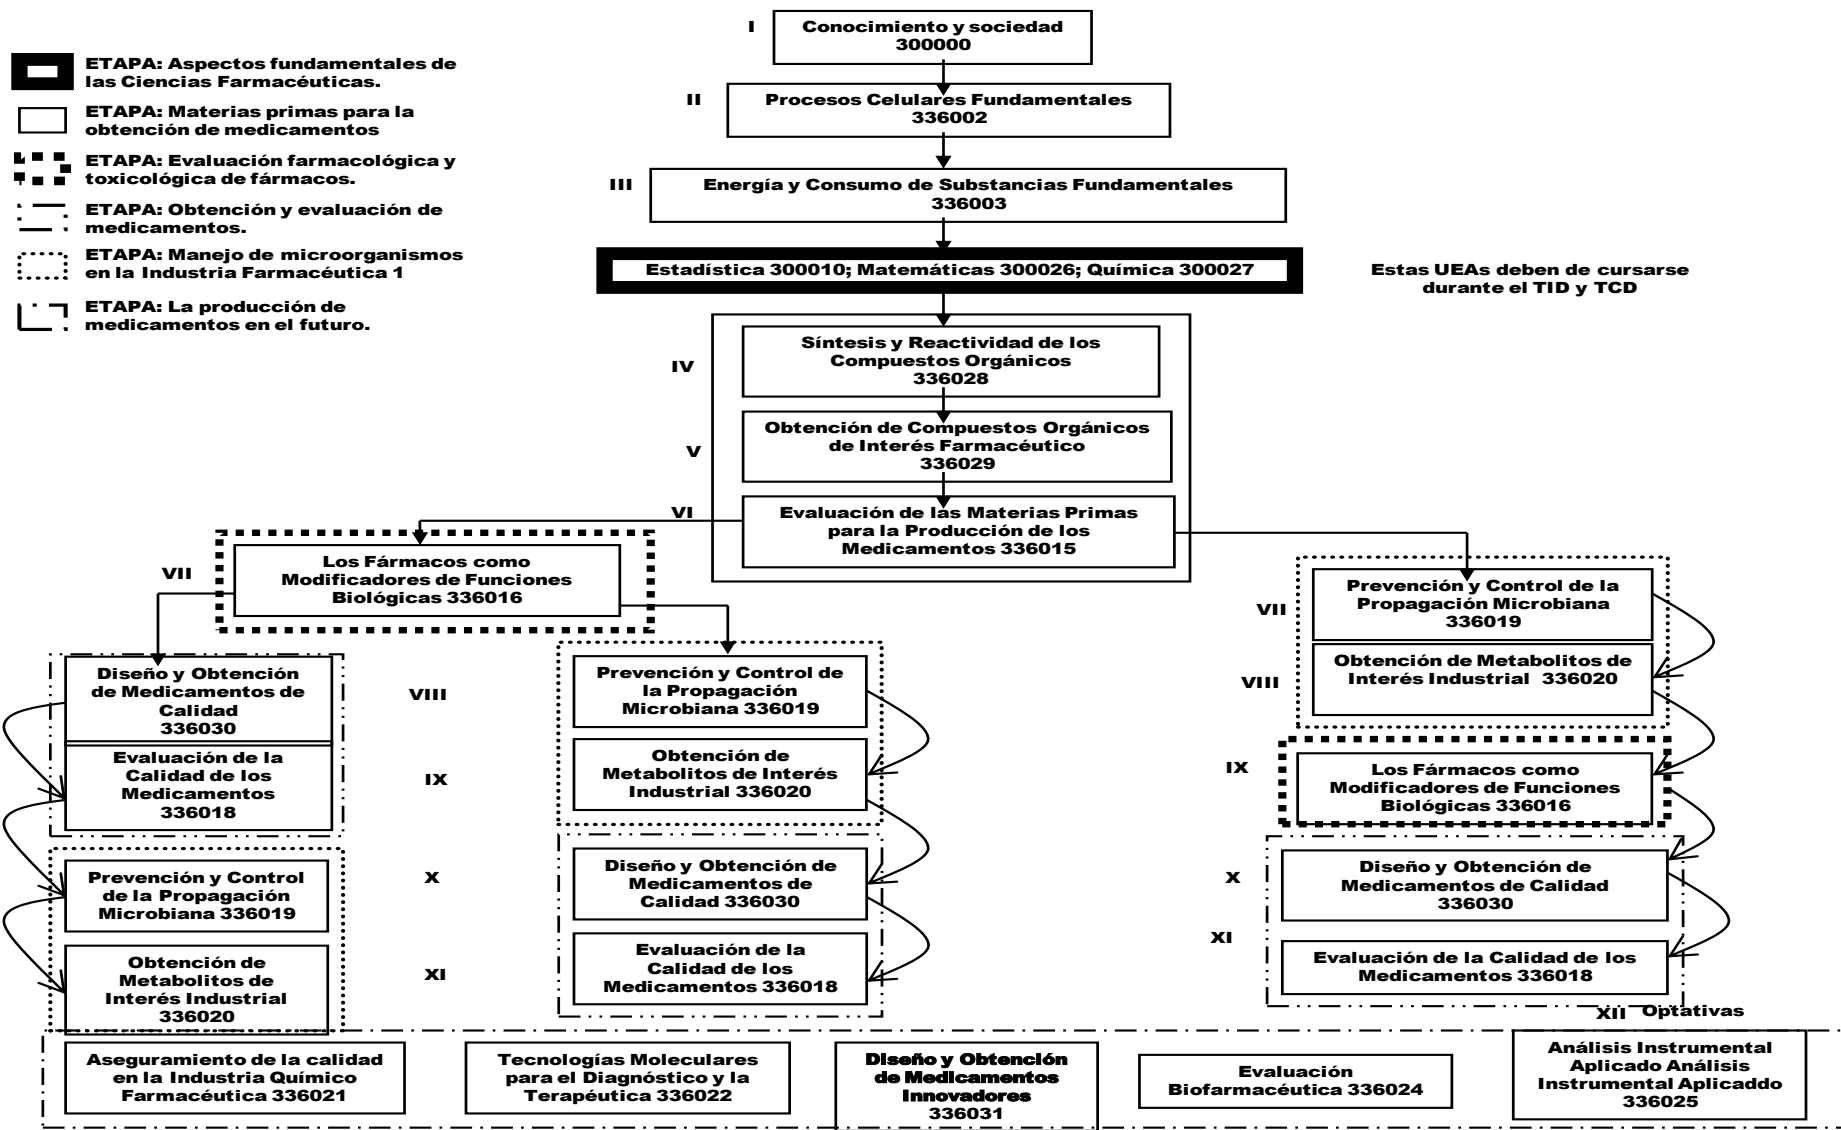 I
Conocimiento y sociedad
300000
ETAPA: Aspectos fundamentales de
las Ciencias Farmacéuticas.
ETAPA: Materias primas para la
obtención de medicamentos
ETAPA: Evaluación farmacológica y
toxicológica de fármacos.
ETAPA: Obtención y evaluación de
medicamentos.
ETAPA: Manejo de microorganismos
en la Industria Farmacéutica 1
ETAPA: La producción de
medicamentos en el futuro.
II
Procesos Celulares Fundamentales
336002
III
Energía y Consumo de Substancias Fundamentales
336003
Estadística 300010; Matemáticas 300026; Química 300027
Estas UEAs deben de cursarse
durante el TID y TCD
IV
Síntesis y Reactividad de los
Compuestos Orgánicos
336028
V
Obtención de Compuestos Orgánicos
de Interés Farmacéutico
336029
VI
Evaluación de las Materias Primas
para la Producción de los
Medicamentos 336015
VII
Los Fármacos como
Modificadores de Funciones
Biológicas 336016
Diseño y Obtención
de Medicamentos de
Calidad
336030
Evaluación de la
Calidad de los
Medicamentos
336018
Prevención y Control
de la Propagación
Microbiana 336019
Obtención de
Metabolitos de
Interés Industrial
336020
VIII
IX
X
XI
Prevención y Control de
la Propagación
Microbiana 336019
Obtención de
Metabolitos de Interés
Industrial 336020
Diseño y Obtención de
Medicamentos de
Calidad 336030
Evaluación de la
Calidad de los
Medicamentos 336018
VII
Prevención y Control de la
Propagación Microbiana
336019
VIII
Obtención de Metabolitos de
Interés Industrial 336020
IX
Los Fármacos como
Modificadores de Funciones
Biológicas 336016
X
Diseño y Obtención de
Medicamentos de Calidad
336030
XI
Evaluación de la Calidad de los
Medicamentos 336018
XII Optativas
Aseguramiento de la calidad
en la Industria Químico
Farmacéutica 336021
Tecnologías Moleculares
para el Diagnóstico y la
Terapéutica 336022
Diseño y Obtención
de Medicamentos
Innovadores
336031
Evaluación
Biofarmacéutica 336024
Análisis Instrumental
Aplicado Análisis
Instrumental Aplicaddo
336025